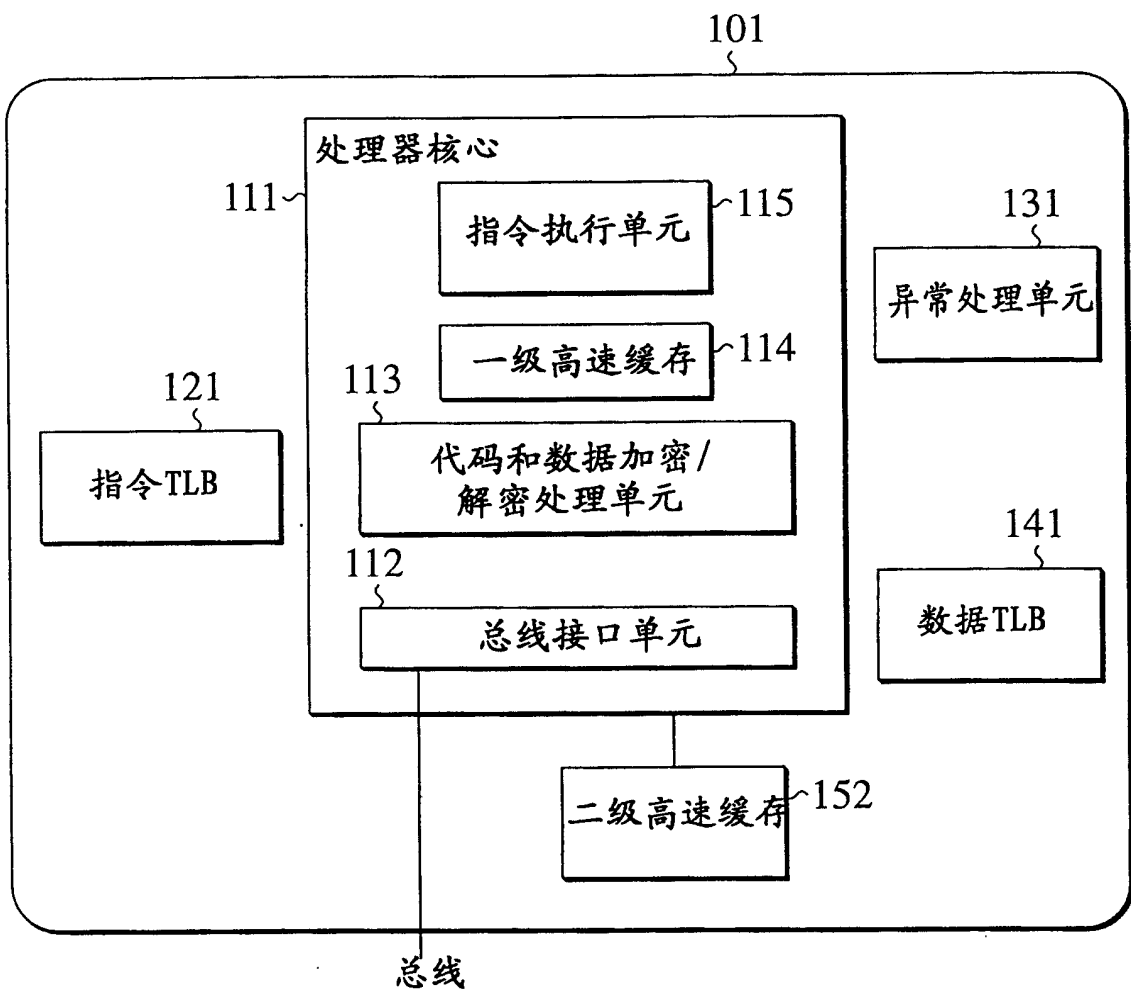 101
处理器核心
111
115
指令执行单元
131
异常处理单元
114
一级高速缓存
121
指令TLB
113
代码和数据加密/
解密处理单元
141
数据TLB
112
总线接口单元
152
二级高速缓存
总线